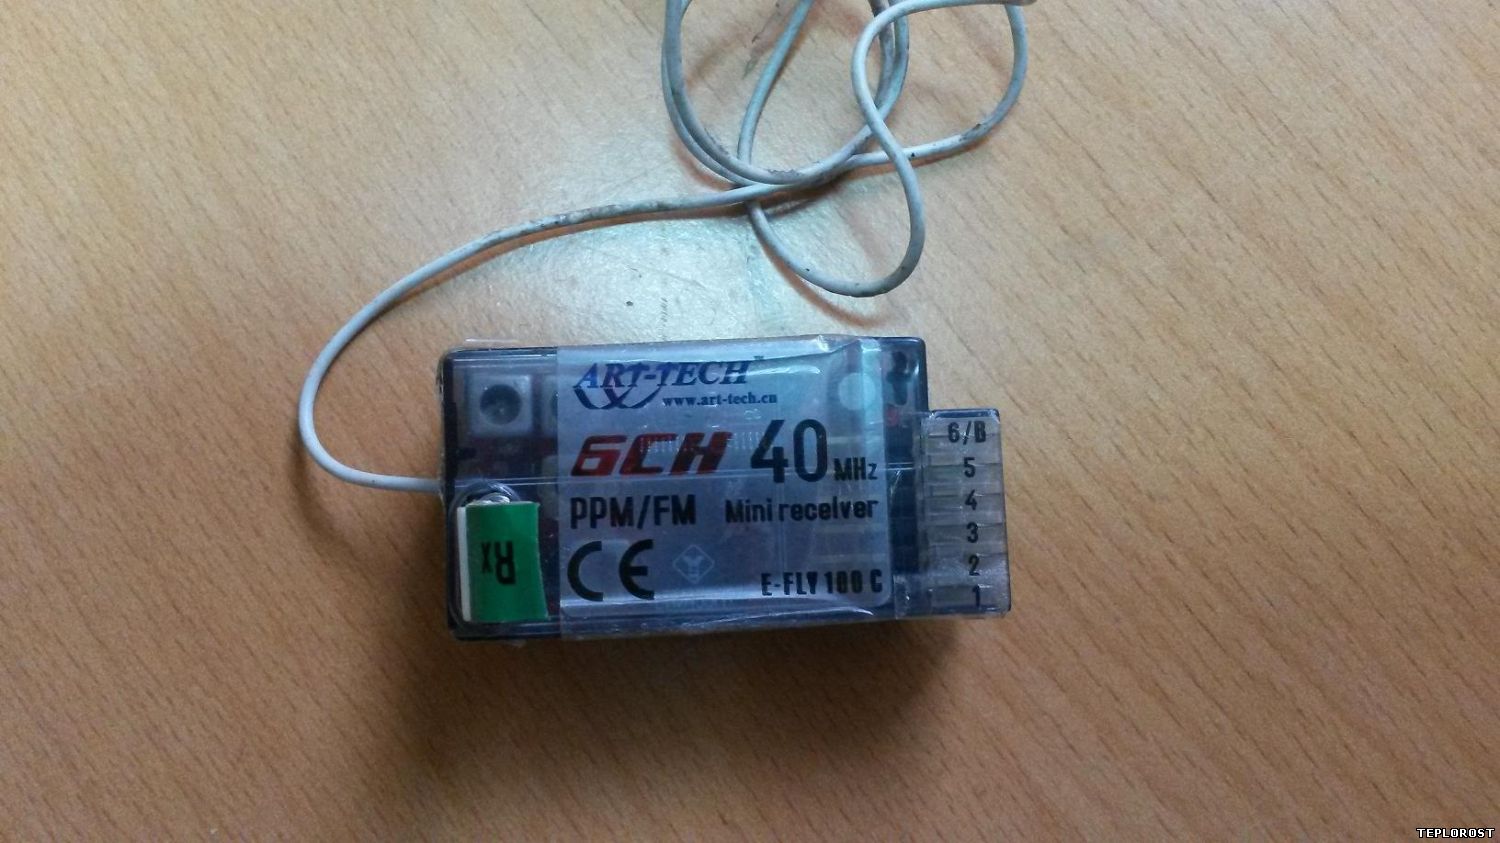 ART-TECH
www.art-tech.cn
6CH 40MHz
PPM/FM Mini receiver
CE
E-FLY 100 C
Rx
6/B
5
4
3
2
1
TEPLOROST